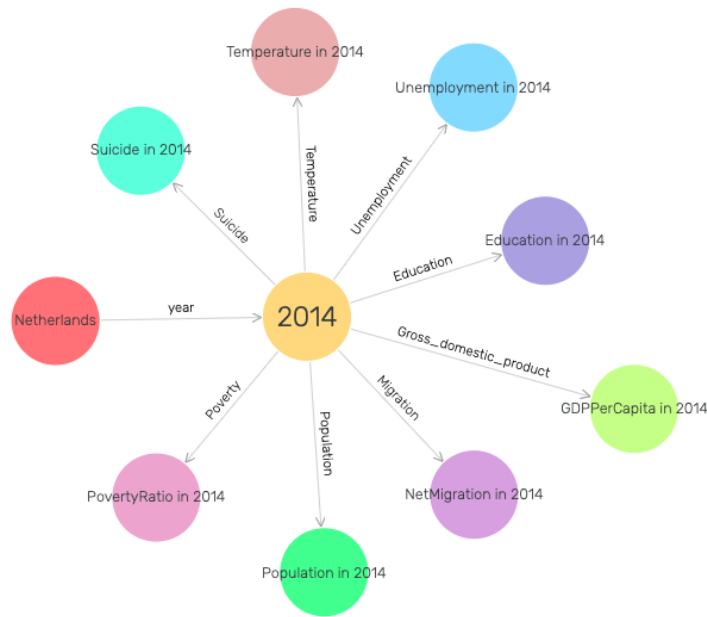 Temperature in 2014
Unemployment in 2014
Suicide in 2014
Temperature
Unemployment
Suicide
Education in 2014
Education
Netherlands
year
2014
Gross_domestic_product
GDPPerCapita in 2014
Poverty
Population
Migration
PovertyRatio in 2014
NetMigration in 2014
Population in 2014